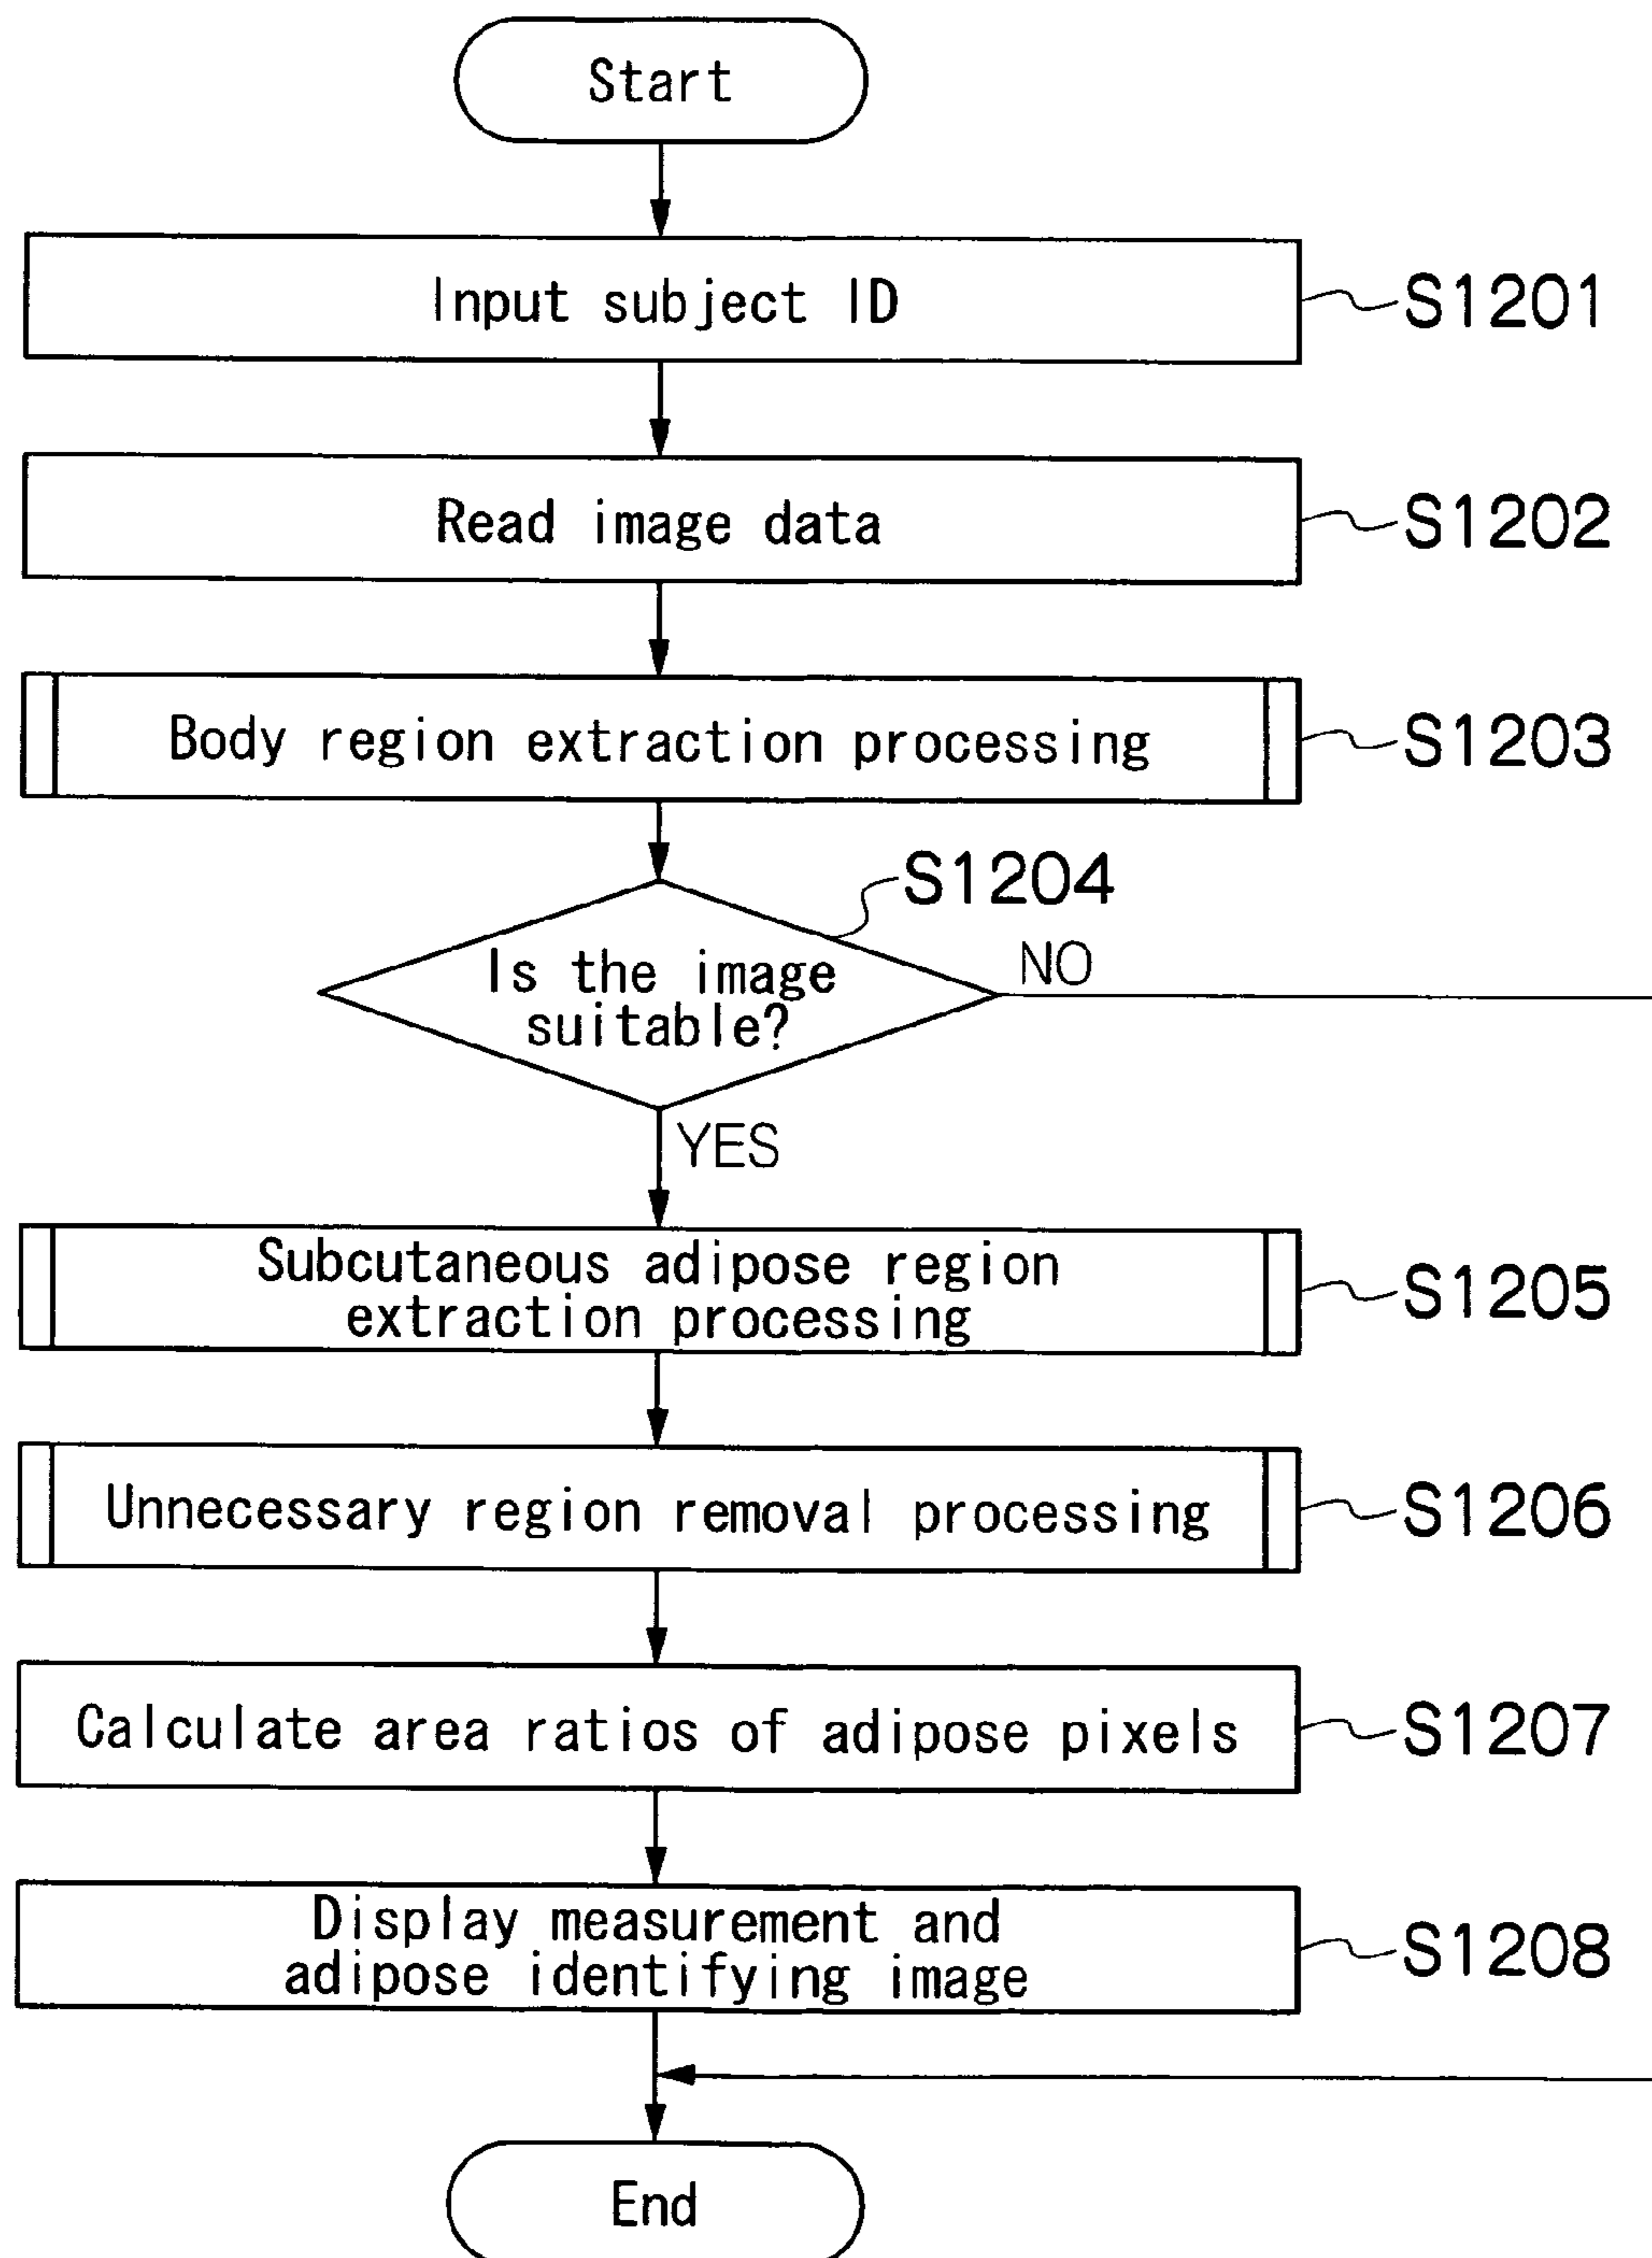 Start
Input subject ID
S1201
Read image data
S1202
Body region extraction processing
S1203
S1204
Is the image
suitable?
NO
YES
Subcutaneous adipose region
extraction processing
S1205
Unnecessary region removal processing
S1206
Calculate area ratios of adipose pixels
S1207
Display measurement and
adipose identifying image
S1208
End